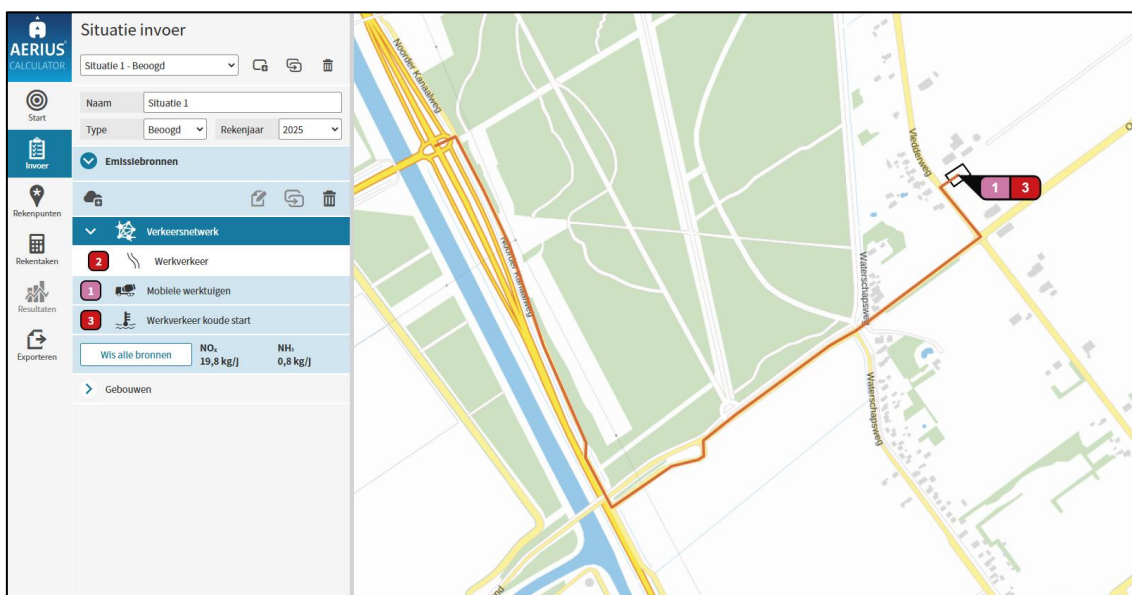 AERIUS
CALCULATOR
Start
Invoer
Rekenpunten
Rekentaken
Resultaten
Exporteren
Situatie invoer
Situatie 1 - Beoogd
Naam Situatie 1
Type Beoogd Rekenjaar 2025
Emissiebronnen
Verkeersnetwerk
2 Werkverkeer
1 Mobiele werktuigen
3 Werkverkeer koude start
Wis alle bronnen NOₓ NH₃
19,8 kg/j 0,8 kg/j
Gebouwen
Noorder Kanaalweg
Noorder Kanaalweg
Vledderweg
1 3
Waterschapsweg
Waterschapsweg